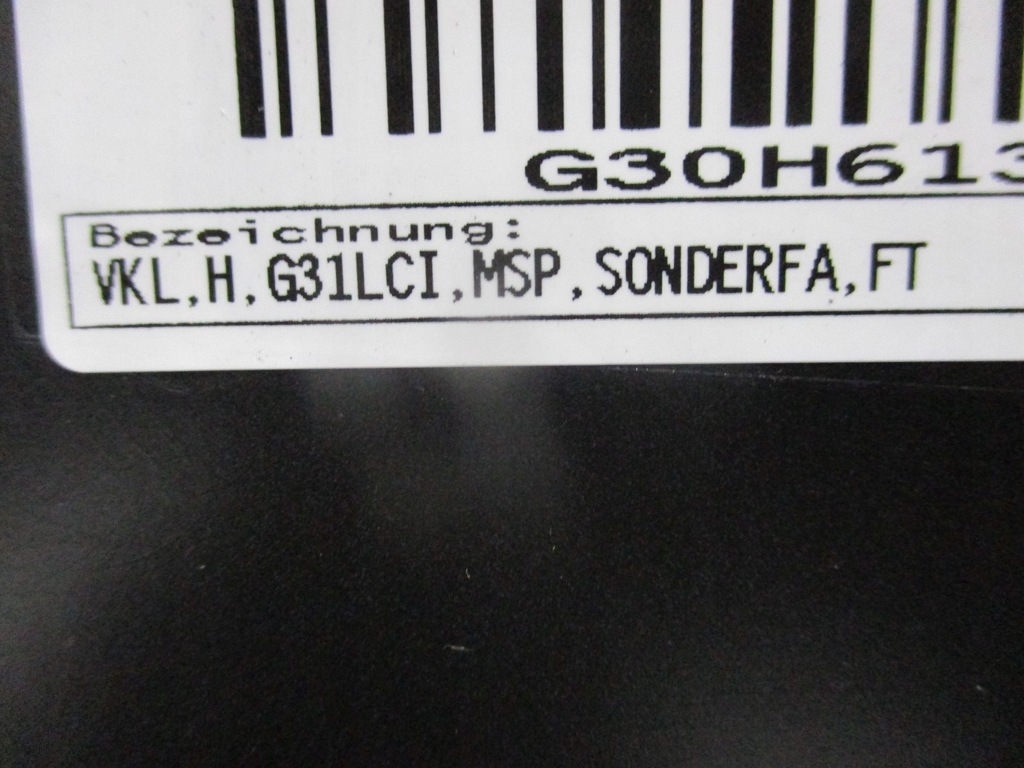 G30H613
Bezeichnung:
VKL,H,G31LCI,MSP,SONDERFA,FT